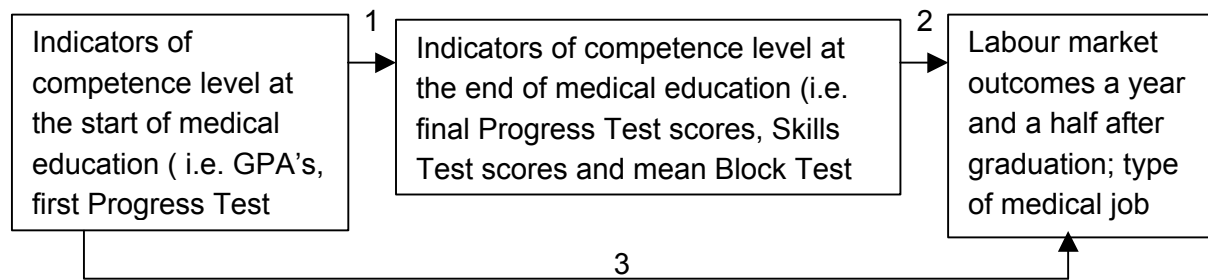 1
2
Indicators of
competence level at
the start of medical
education ( i.e. GPA's,
first Progress Test
Indicators of competence level at
the end of medical education (i.e.
final Progress Test scores, Skills
Test scores and mean Block Test
Labour market
outcomes a year
and a half after
graduation; type
of medical job
3